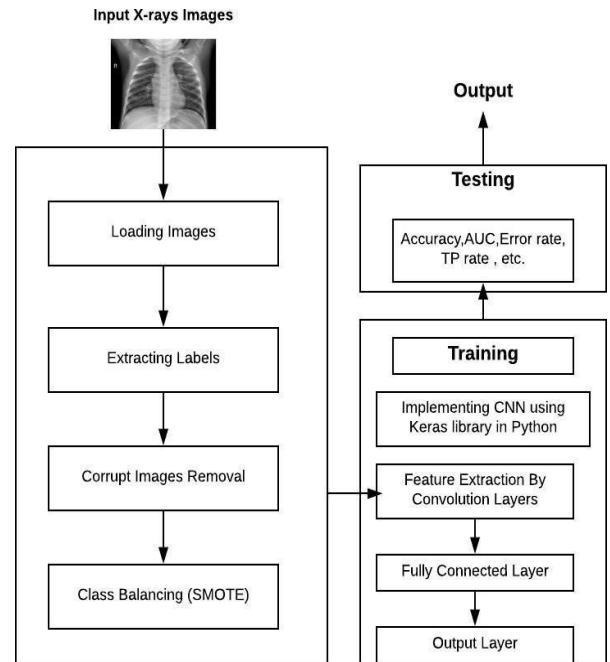 Input X-rays Images
Loading Images
Extracting Labels
Corrupt Images Removal
Class Balancing (SMOTE)
Output
Testing
Accuracy,AUC,Error rate,
TP rate , etc.
Training
Implementing CNN using
Keras library in Python
Feature Extraction By
Convolution Layers
Fully Connected Layer
Output Layer